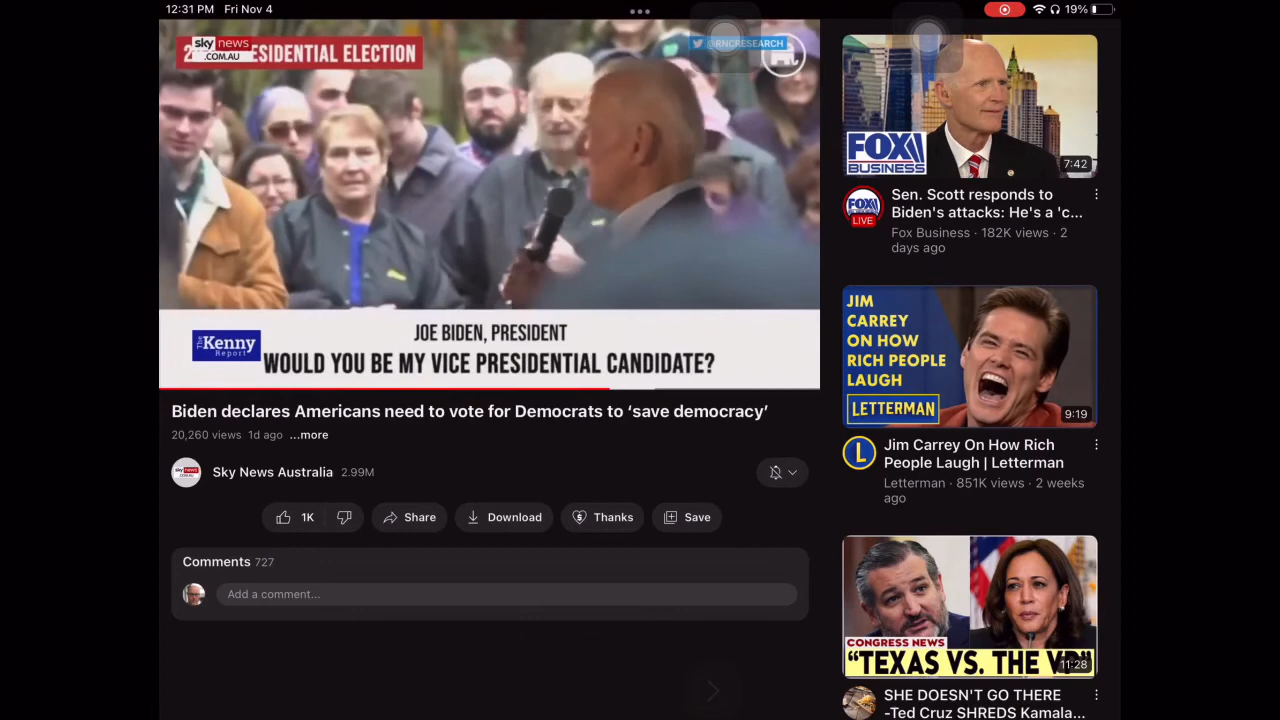 12:31 PM Fri Nov 4
19%
sky news
.COM.AU
ESIDENTIAL ELECTION
@RNCRESEARCH
The Kenny Report
JOE BIDEN, PRESIDENT
WOULD YOU BE MY VICE PRESIDENTIAL CANDIDATE?
Biden declares Americans need to vote for Democrats to ‘save democracy’
20,260 views 1d ago ...more
Sky News Australia 2.99M
1K
Share
Download
Thanks
Save
Comments 727
Add a comment...
FOX
BUSINESS
7:42
FOX
LIVE
Sen. Scott responds to
Biden's attacks: He's a 'c...
Fox Business · 182K views · 2
days ago
JIM
CARREY
ON HOW
RICH PEOPLE
LAUGH
LETTERMAN
9:19
L
Jim Carrey On How Rich
People Laugh | Letterman
Letterman · 851K views · 2 weeks
ago
CONGRESS NEWS
“TEXAS VS. THE VP"
11:28
SHE DOESN'T GO THERE
-Ted Cruz SHREDS Kamala...